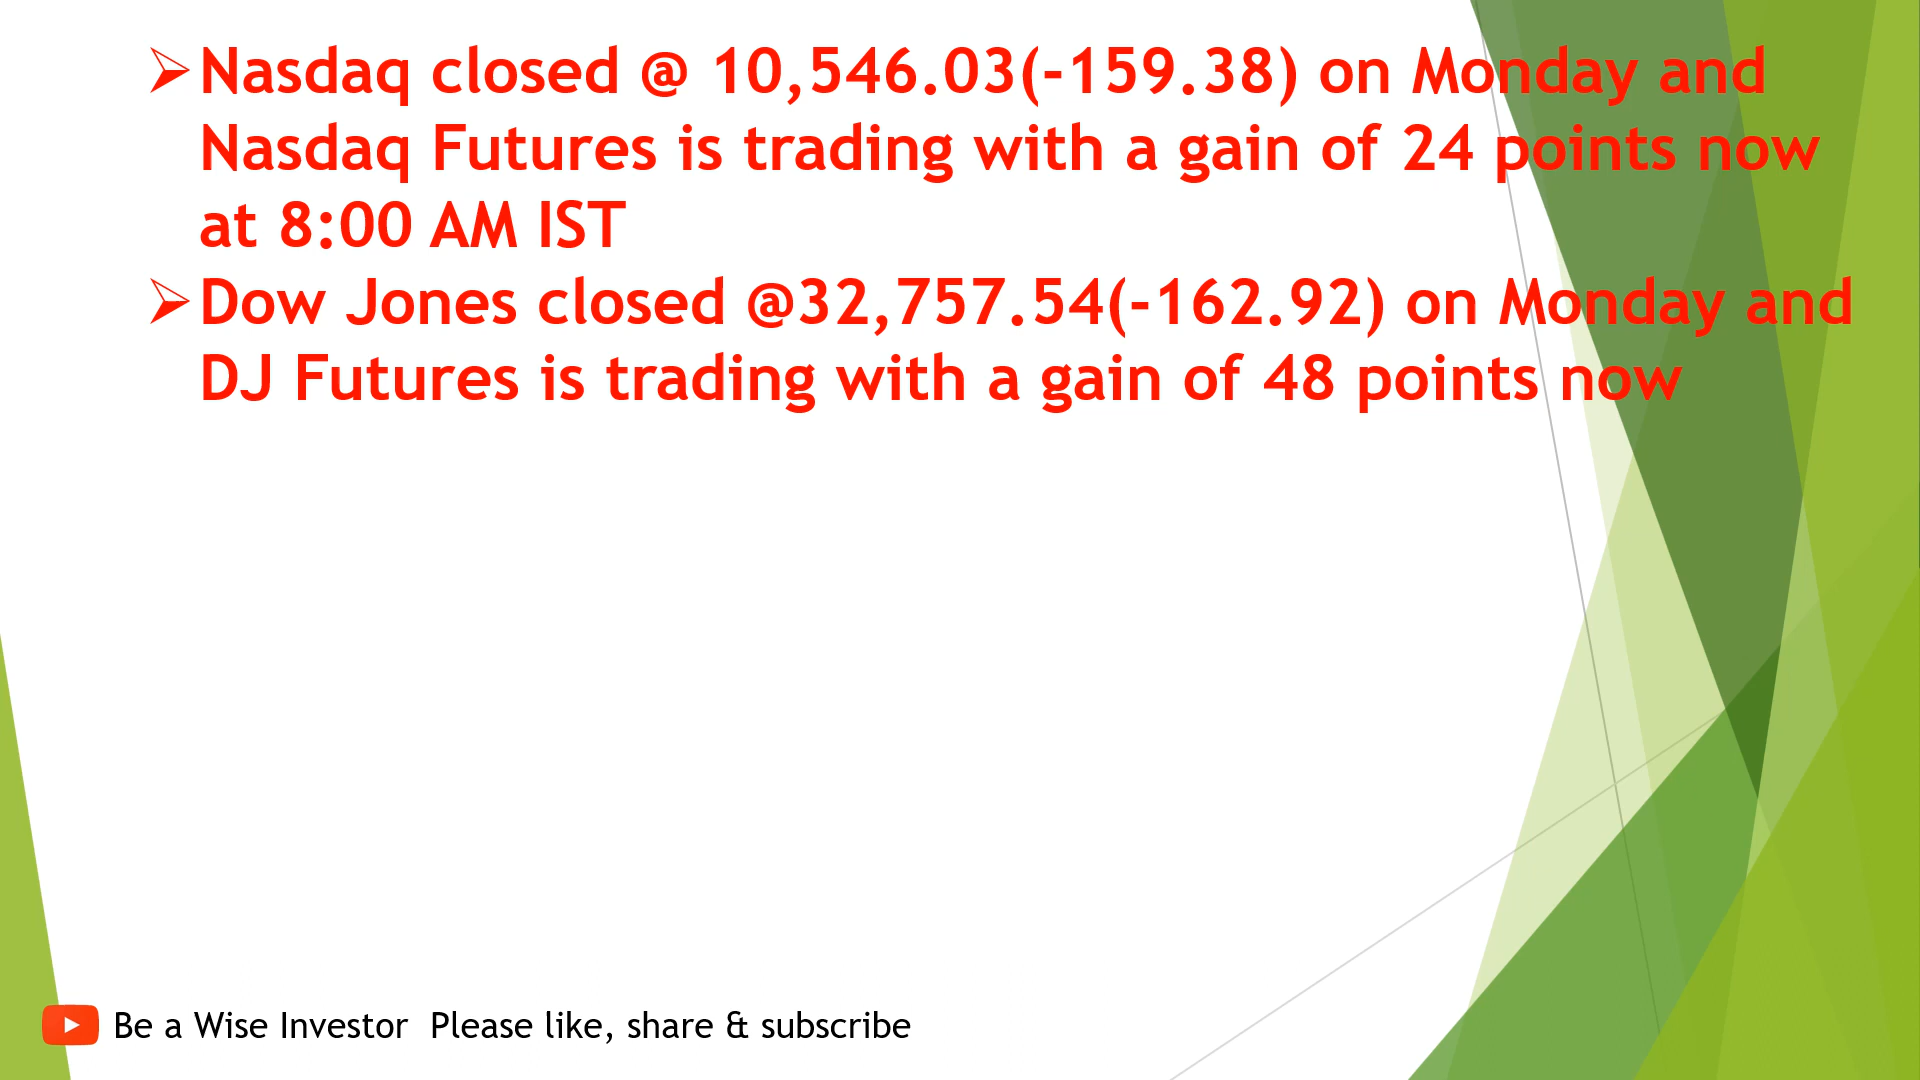 Nasdaq closed @ 10,546.03(-159.38) on Monday and
Nasdaq Futures is trading with a gain of 24 points now
at 8:00 AM IST
Dow Jones closed @32,757.54(-162.92) on Monday and
DJ Futures is trading with a gain of 48 points now
Be a Wise Investor  Please like, share & subscribe